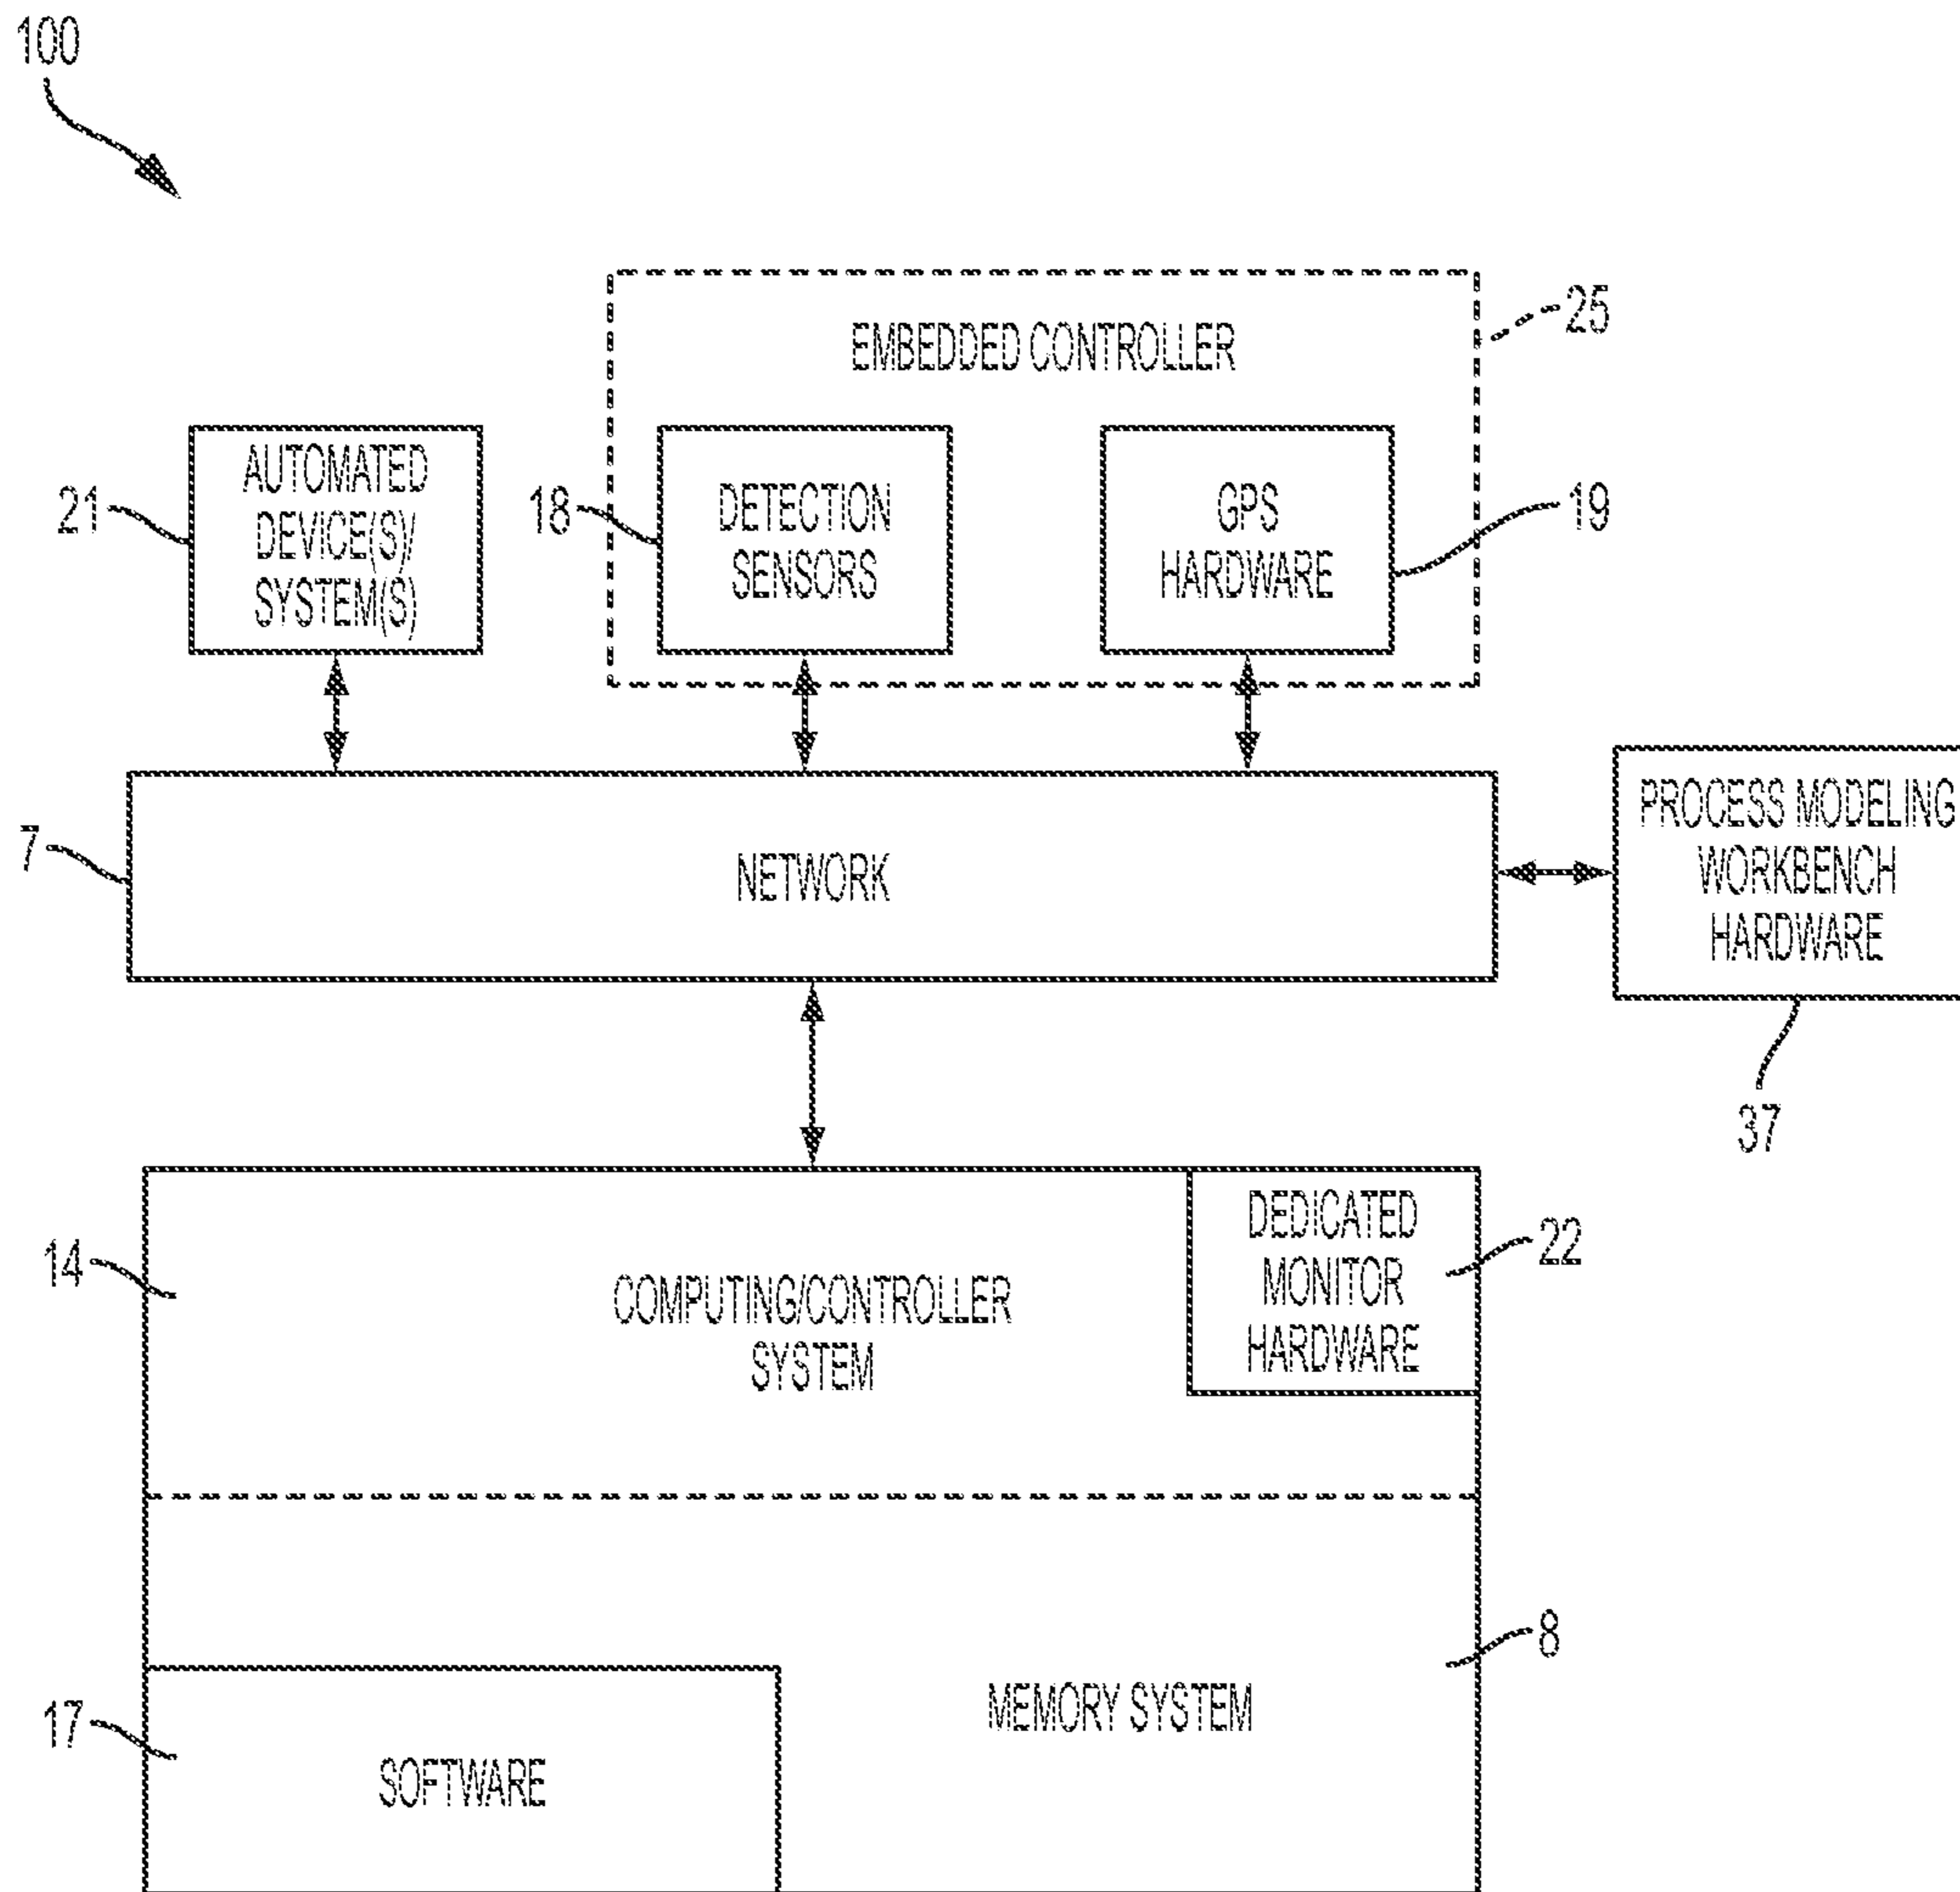 100
EMBEDDED CONTROLLER
25
AUTOMATED
DEVICE(S)/
SYSTEM(S)
21
18
DETECTION
SENSORS
GPS
HARDWARE
19
7
NETWORK
PROCESS MODELING
WORKBENCH
HARDWARE
37
14
COMPUTING/CONTROLLER
SYSTEM
DEDICATED
MONITOR
HARDWARE
22
8
MEMORY SYSTEM
17
SOFTWARE